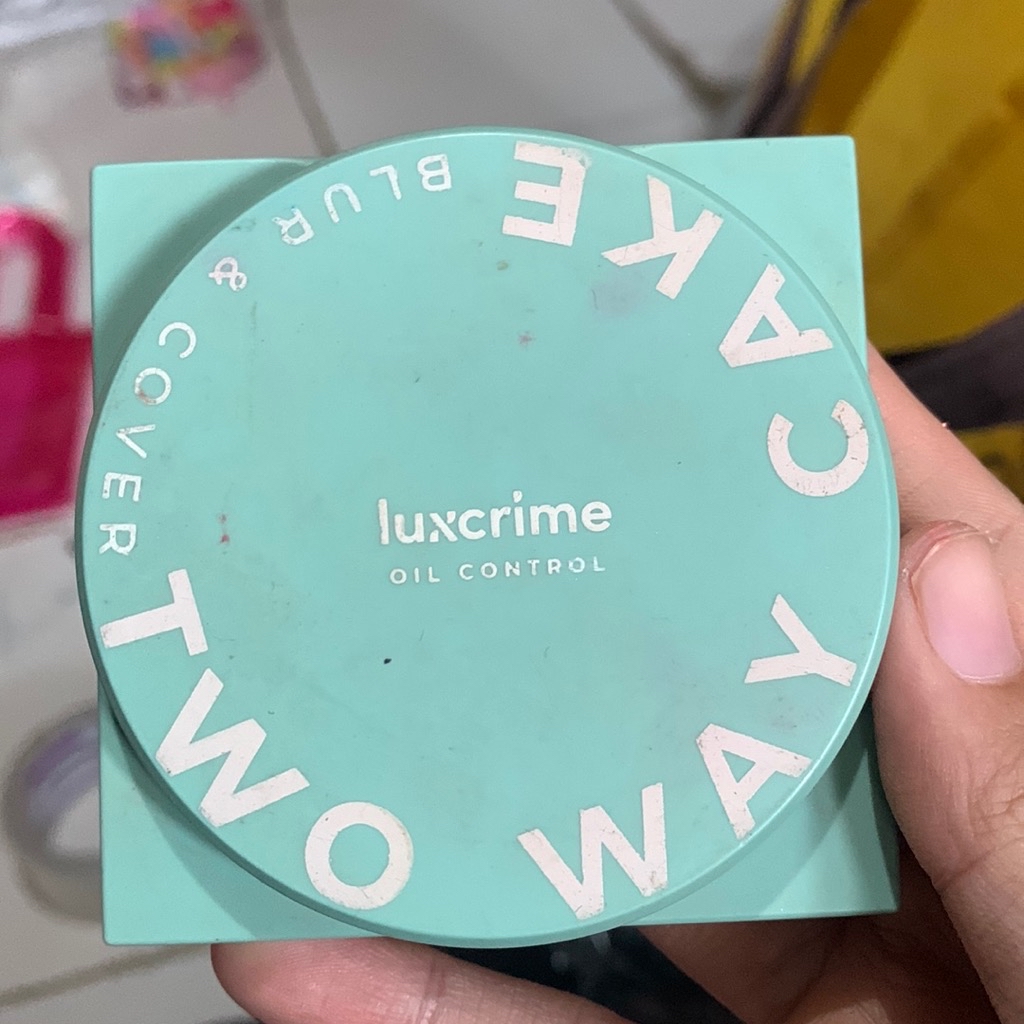 BLUR & COVER
TWO WAY CAKE
luxcrime
OIL CONTROL